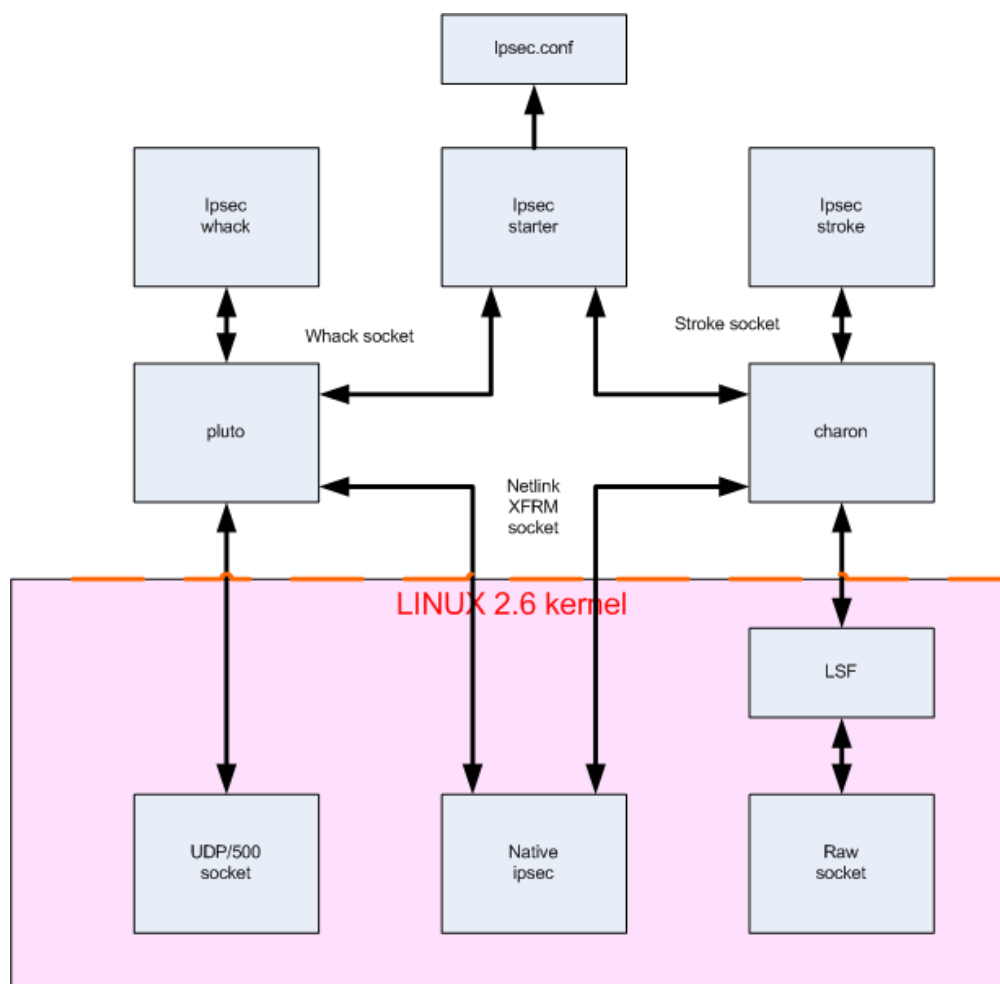 Ipsec.conf
Ipsec
whack
Ipsec
starter
Ipsec
stroke
Whack socket
Stroke socket
pluto
charon
Netlink
XFRM
socket
LINUX 2.6 kernel
LSF
UDP/500
socket
Native
ipsec
Raw
socket